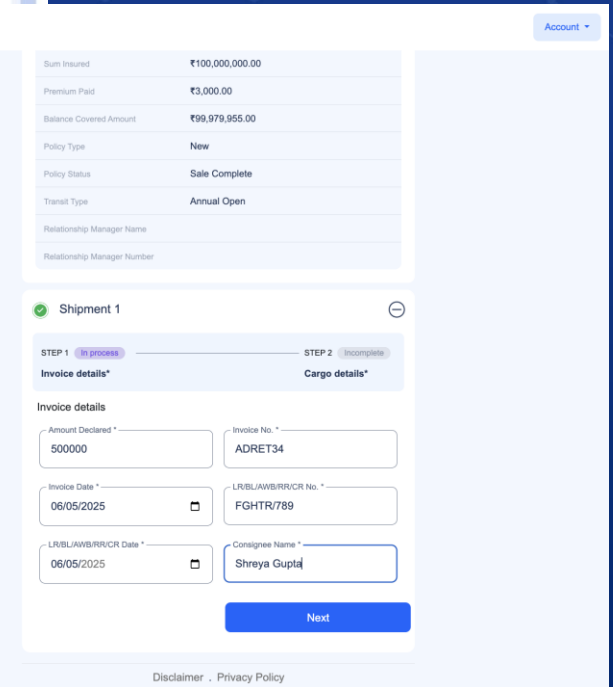 Account
Sum Insured ₹100,000,000.00
Premium Paid ₹3,000.00
Balance Covered Amount ₹99,979,955.00
Policy Type New
Policy Status Sale Complete
Transit Type Annual Open
Relationship Manager Name
Relationship Manager Number
Shipment 1
STEP 1 In process STEP 2 Incomplete
Invoice details* Cargo details*
Invoice details
Amount Declared * Invoice No. *
500000 ADRET34
Invoice Date * LR/BL/AWB/RR/CR No. *
06/05/2025 FGHTR/789
LR/BL/AWB/RR/CR Date * Consignee Name *
06/05/2025 Shreya Gupta
Next
Disclaimer . Privacy Policy